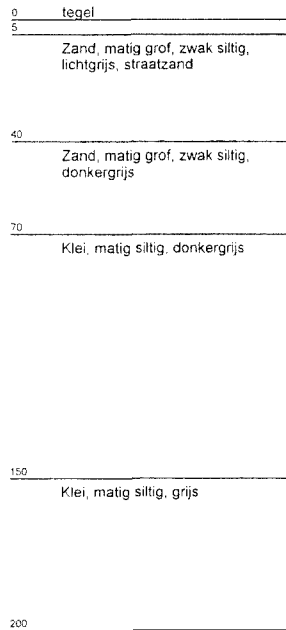 0 tegel
5
Zand, matig grof, zwak siltig,
lichtgrijs, straatzand
40
Zand, matig grof, zwak siltig,
donkergrijs
70
Klei, matig siltig, donkergrijs
150
Klei, matig siltig, grijs
200